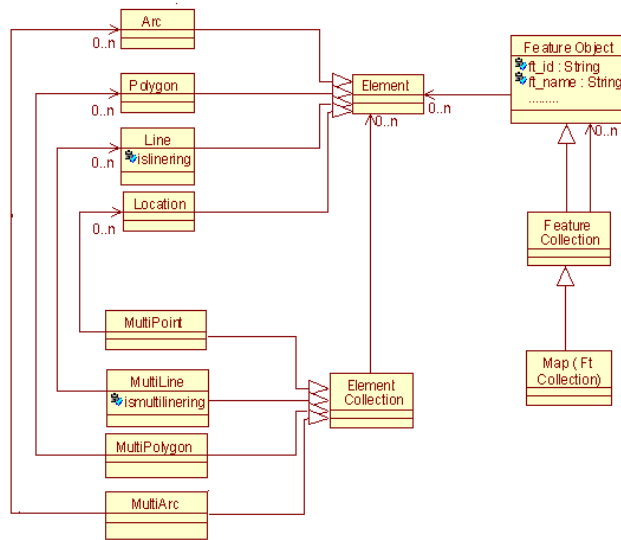 Arc
0..n
Polygon
0..n
Line
islinering
0..n
Location
0..n
Element
0..n
0..n
Feature Object
ft_id : String
ft_name : String
.........
0..n
Feature
Collection
Map ( Ft
Collection)
MultiPoint
MultiLine
ismultilinering
MultiPolygon
MultiArc
Element
Collection